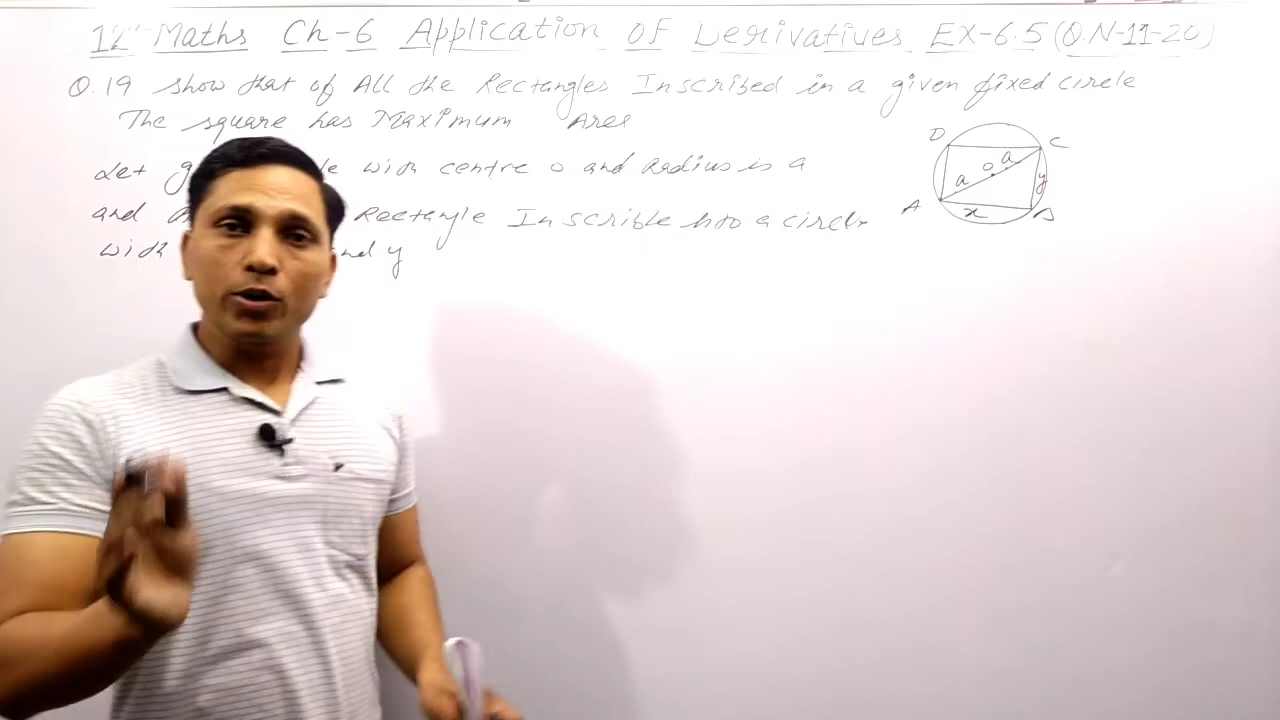 12th Maths Ch-6 Application OF Derivatives EX-6.5 (Q.N-11-20)
Q.19 show that of All the Rectangles Inscribed in a given fixed circle
The square has Maximum Area
Let with centre O and Radius is a
and Rectangle Inscrible into a circle
with and y
D C
a O a
y
A x B